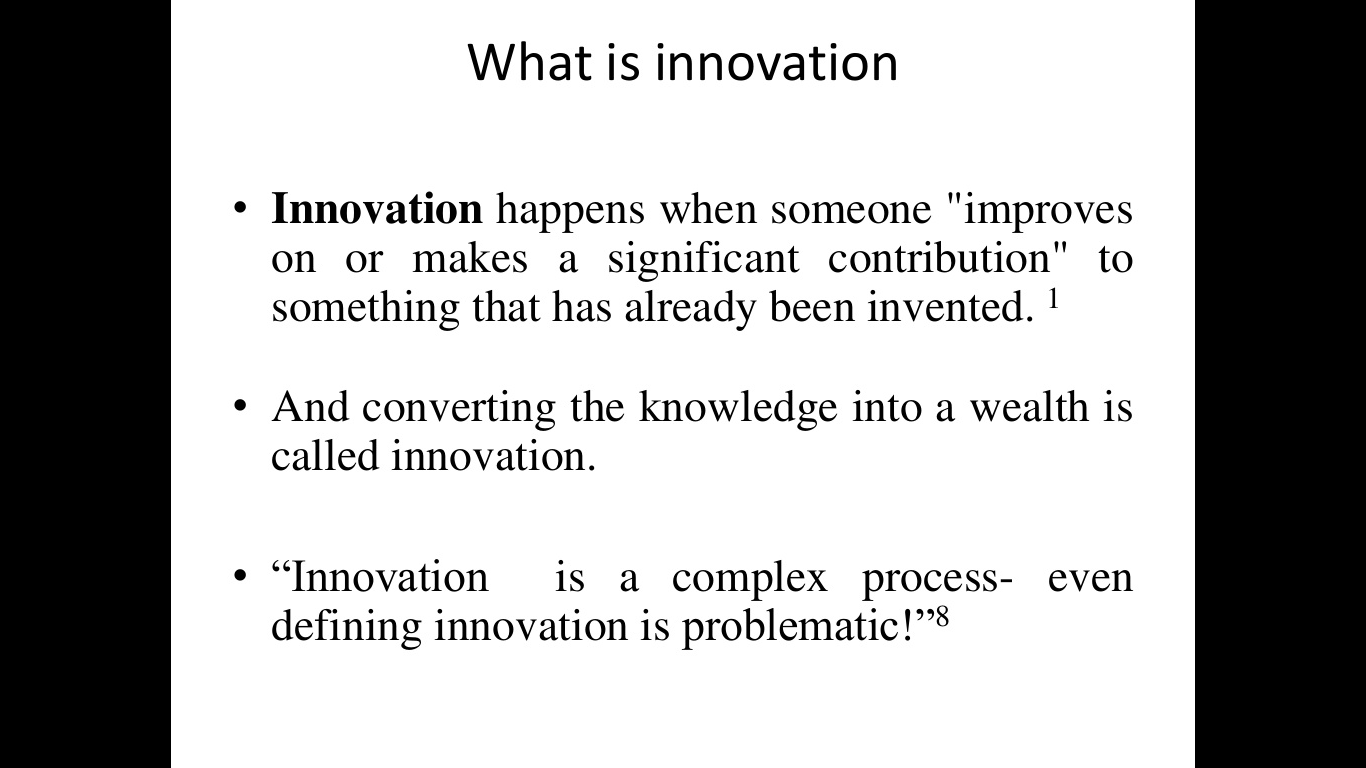 What is innovation
• Innovation happens when someone "improves
on or makes a significant contribution" to
something that has already been invented. 1
• And converting the knowledge into a wealth is
called innovation.
• “Innovation is a complex process- even
defining innovation is problematic!”8